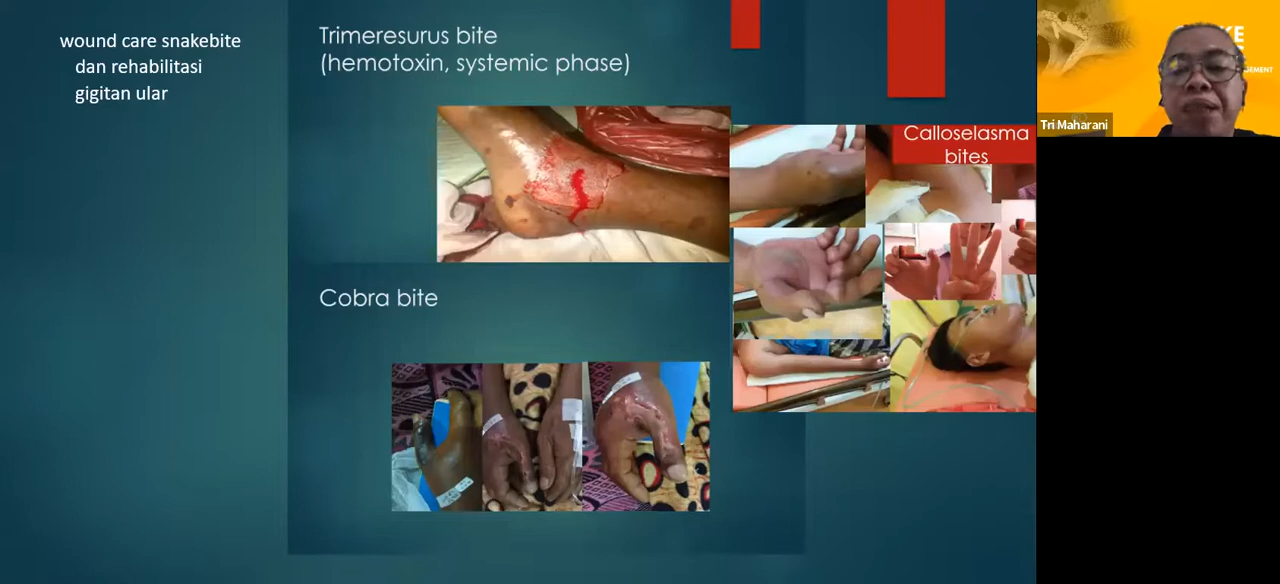 wound care snakebite
dan rehabilitasi
gigitan ular
Trimeresurus bite
(hemotoxin, systemic phase)
Calloselasma
bites
Cobra bite
Tri Maharani